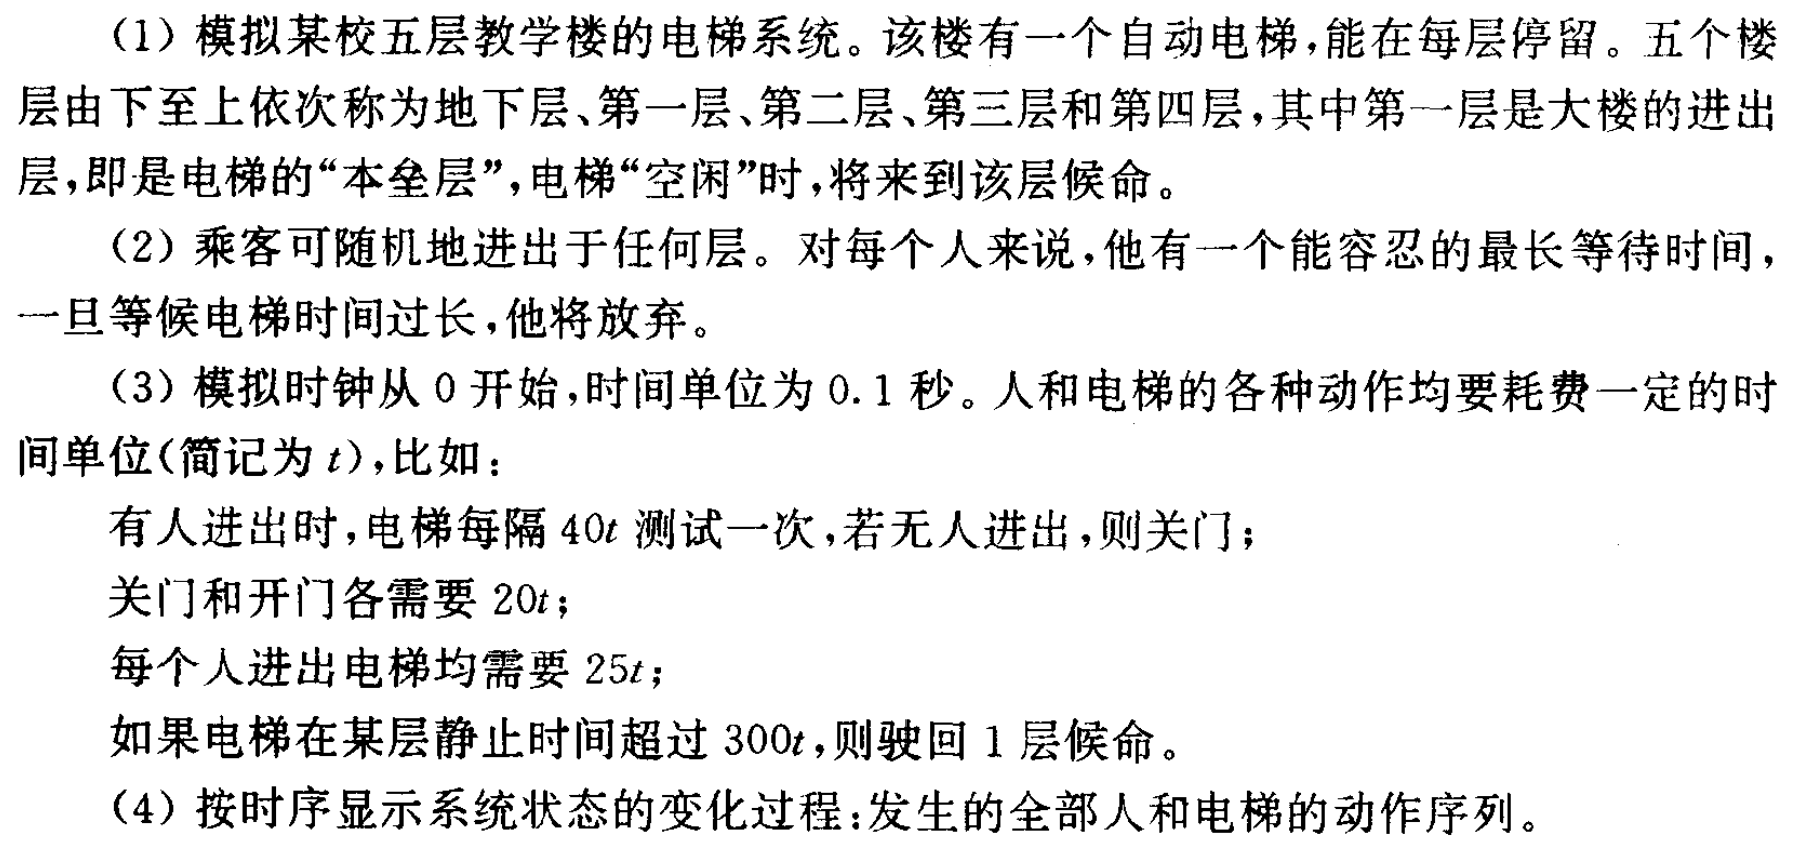 (1) 模拟某校五层教学楼的电梯系统。该楼有一个自动电梯,能在每层停留。五个楼
层由下至上依次称为地下层、第一层、第二层、第三层和第四层,其中第一层是大楼的进出
层,即是电梯的“本垒层”,电梯“空闲”时,将来到该层候命。
(2) 乘客可随机地进出于任何层。对每个人来说,他有一个能容忍的最长等待时间,
一旦等候电梯时间过长,他将放弃。
(3) 模拟时钟从 0 开始,时间单位为 0.1 秒。人和电梯的各种动作均要耗费一定的时
间单位(简记为 t),比如:
有人进出时,电梯每隔 40t 测试一次,若无人进出,则关门;
关门和开门各需要 20t;
每个人进出电梯均需要 25t;
如果电梯在某层静止时间超过 300t,则驶回 1 层候命。
(4) 按时序显示系统状态的变化过程:发生的全部人和电梯的动作序列。